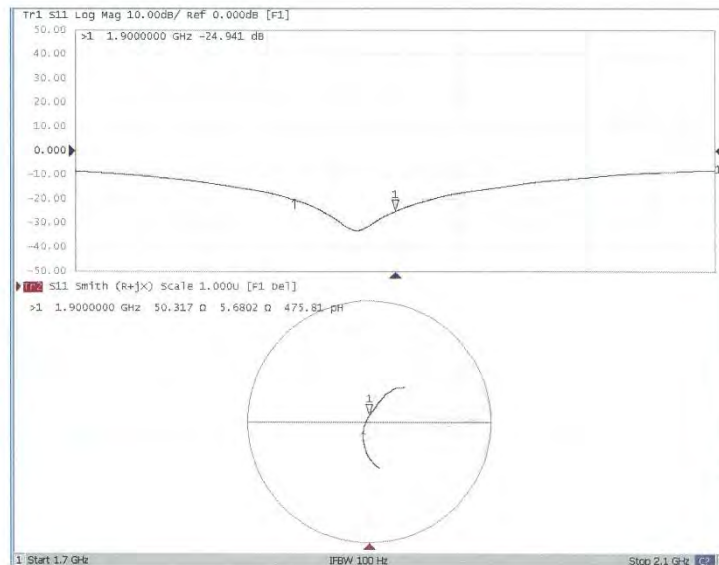 Tr1 S11 Log Mag 10.00dB/ Ref 0.000dB [F1]
50.00
>1 1.9000000 GHz -24.941 dB
40.00
30.00
20.00
10.00
0.000
-10.00
1
-20.00
1
-30.00
-40.00
-50.00
Tr2 S11 Smith (R+jX) Scale 1.000U [F1 Del]
>1 1.9000000 GHz 50.317 Ω 5.6802 Ω 475.81 pH
1
1 Start 1.7 GHz IFBW 100 Hz Stop 2.1 GHz C2